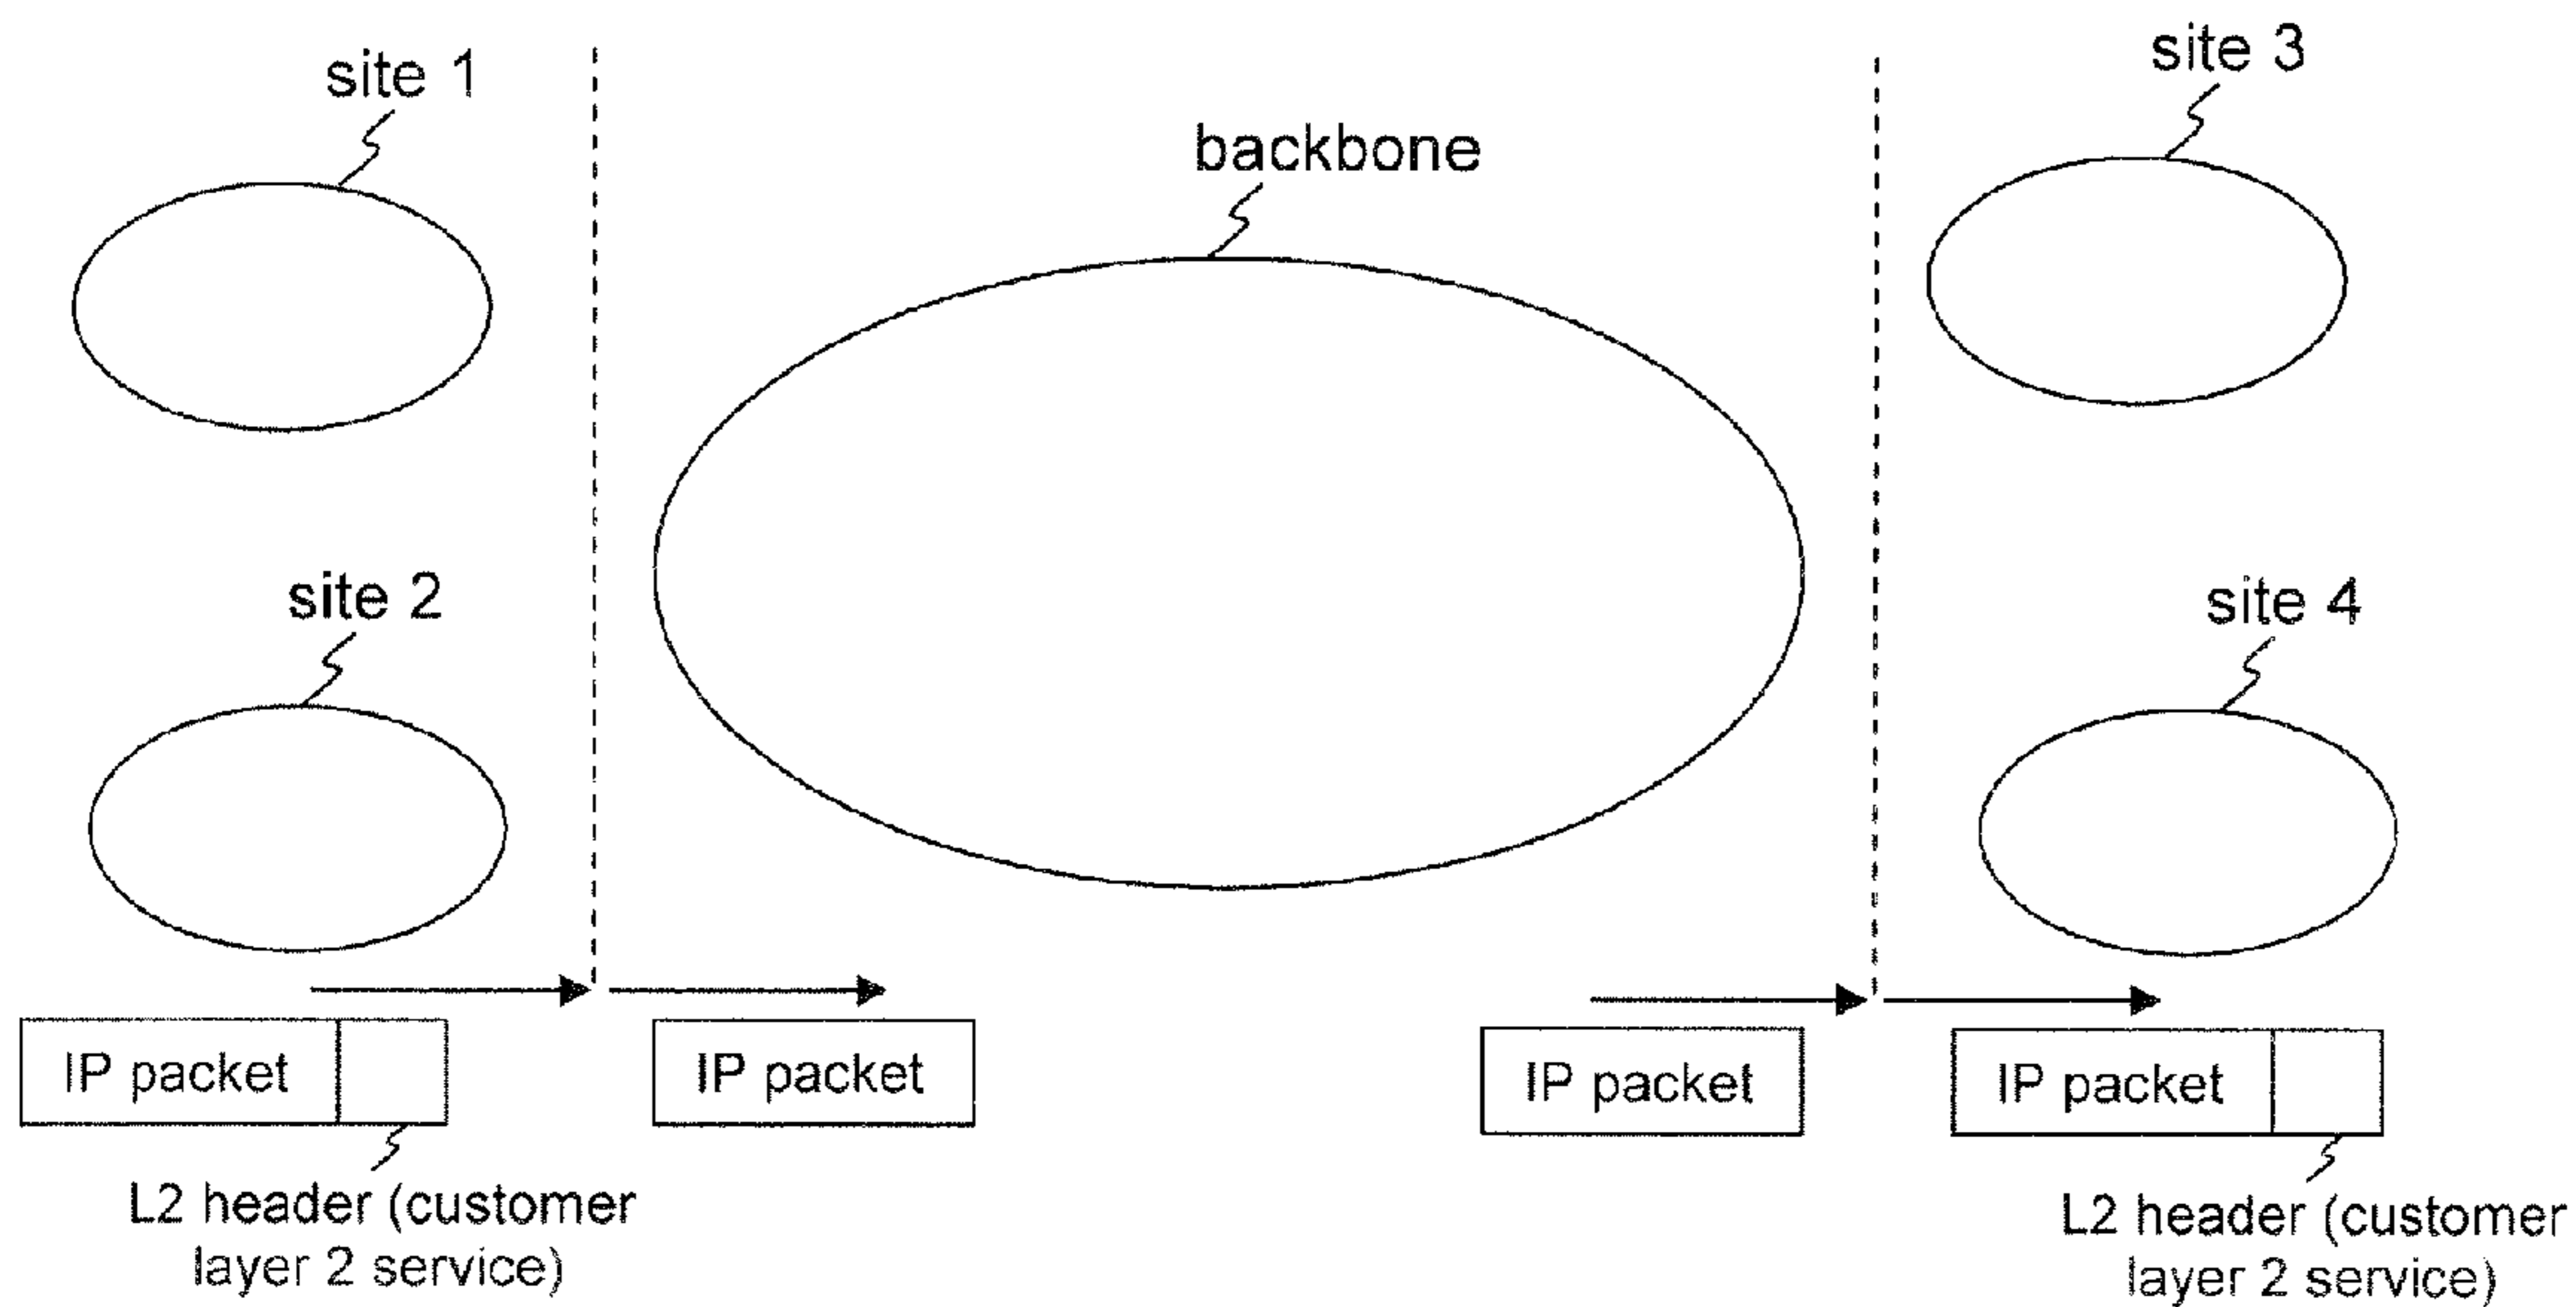 site 1
site 3
backbone
site 2
site 4
IP packet
IP packet
IP packet
IP packet
L2 header (customer
layer 2 service)
L2 header (customer
layer 2 service)